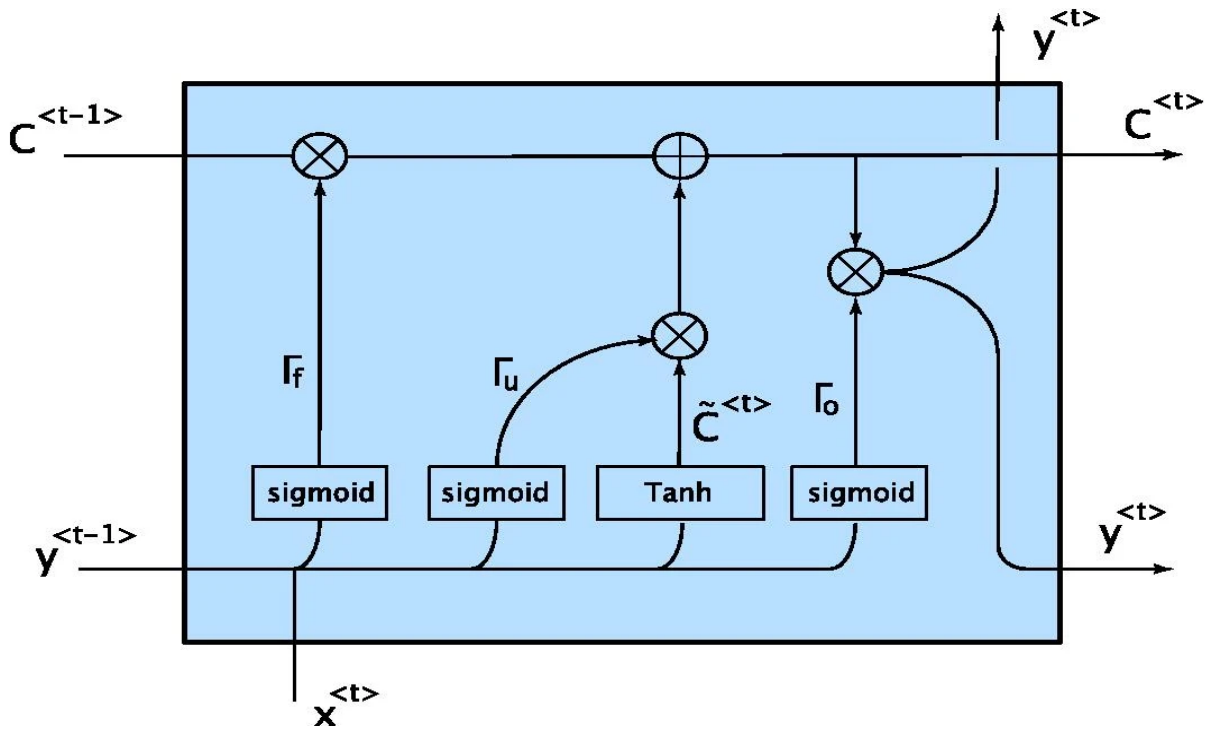 y<t>
C<t-1>
C<t>
Γf
Γu
C̃<t>
Γo
sigmoid
sigmoid
Tanh
sigmoid
y<t-1>
y<t>
x<t>